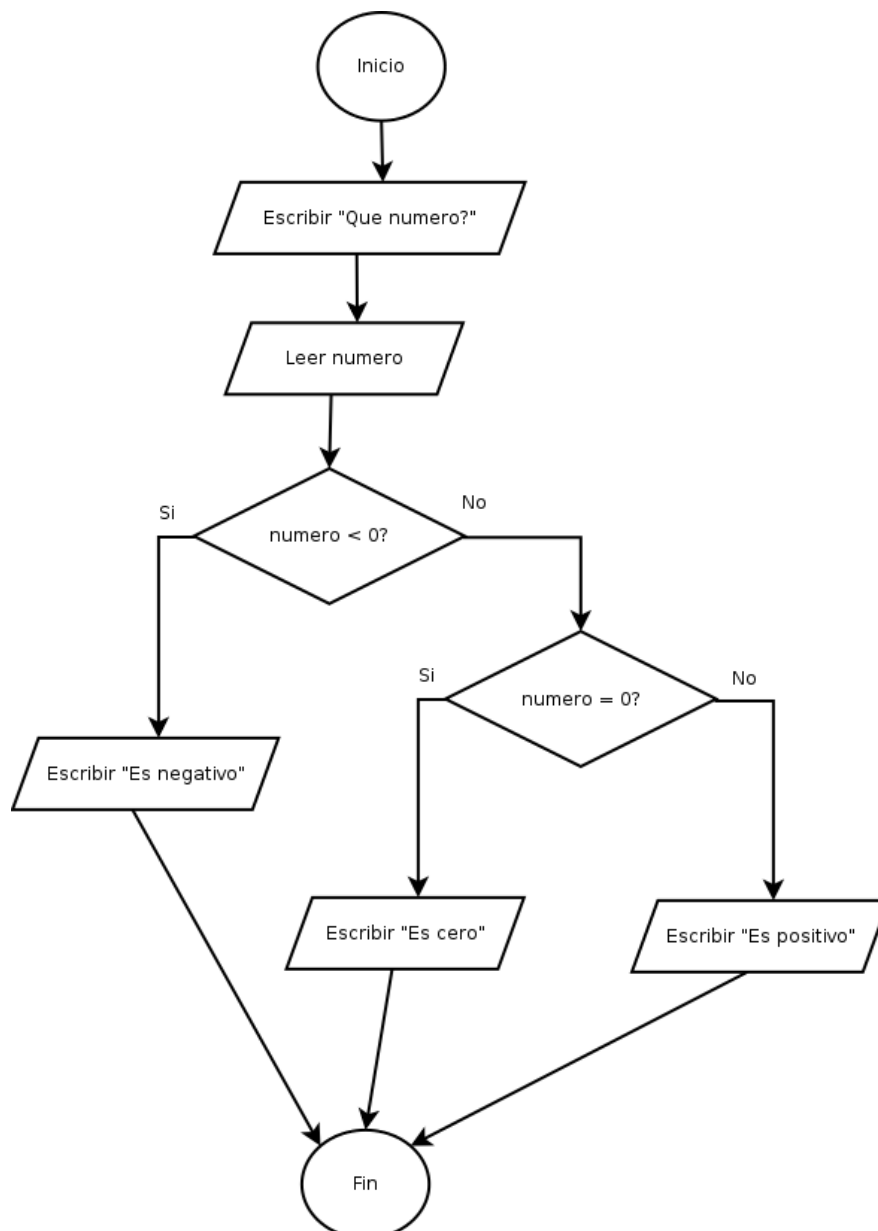 Inicio
Escribir "Que numero?"
Leer numero
Si
No
numero < 0?
Si
No
numero = 0?
Escribir "Es negativo"
Escribir "Es cero"
Escribir "Es positivo"
Fin